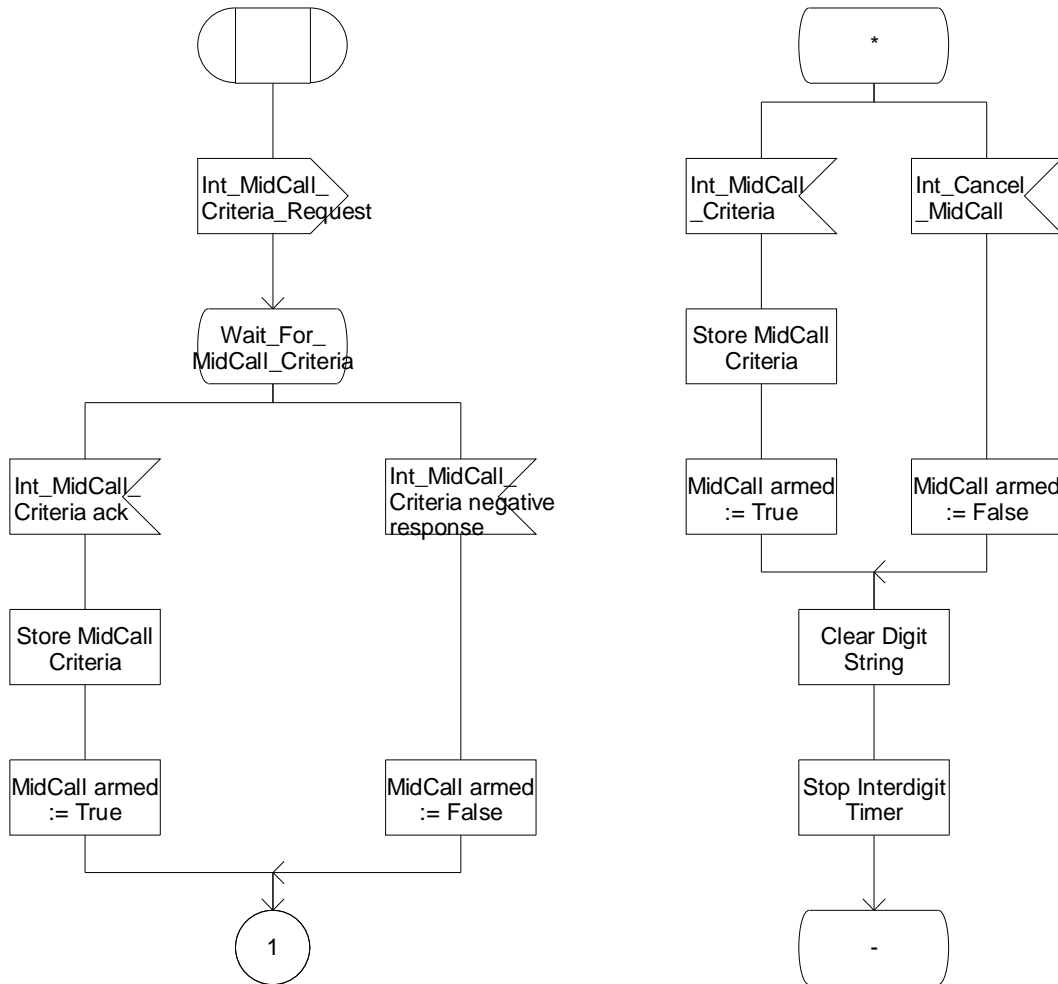 Int_MidCall_
Criteria_Request
Wait_For_
MidCall_Criteria
Int_MidCall_
Criteria ack
Int_MidCall_
Criteria negative
response
Store MidCall
Criteria
MidCall armed
:= True
MidCall armed
:= False
1
*
Int_MidCall
_Criteria
Int_Cancel
_MidCall
Store MidCall
Criteria
MidCall armed
:= True
MidCall armed
:= False
Clear Digit
String
Stop Interdigit
Timer
-